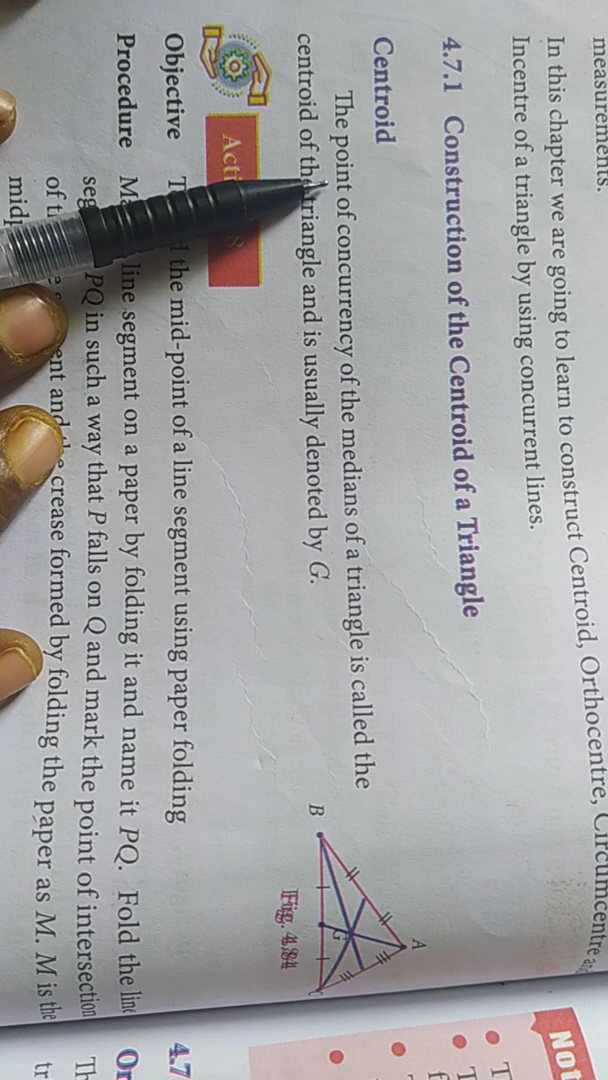 measurements.
In this chapter we are going to learn to construct Centroid, Orthocentre, Circumcentre
Incentre of a triangle by using concurrent lines.
4.7.1 Construction of the Centroid of a Triangle
Centroid
The point of concurrency of the medians of a triangle is called the
centroid of the triangle and is usually denoted by G.
A
B
G
C
Fig. 4.84
8
Objective the mid-point of a line segment using paper folding
Procedure line segment on a paper by folding it and name it PQ. Fold the line
PQ in such a way that P falls on Q and mark the point of intersection
of and crease formed by folding the paper as M. M is the
Not
4.7
Or
Th
tr